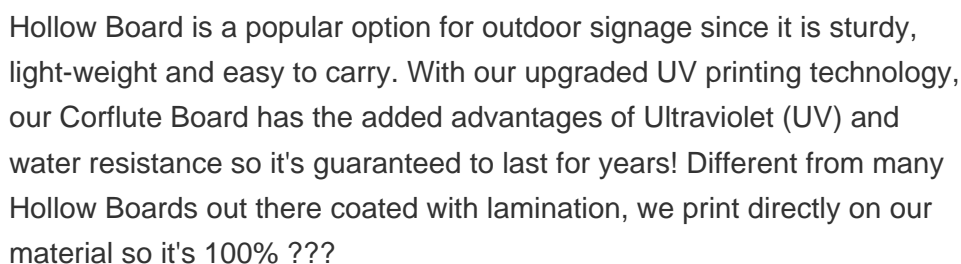 Hollow Board is a popular option for outdoor signage since it is sturdy,
light-weight and easy to carry. With our upgraded UV printing technology,
our Corflute Board has the added advantages of Ultraviolet (UV) and
water resistance so it's guaranteed to last for years! Different from many
Hollow Boards out there coated with lamination, we print directly on our
material so it's 100% ???